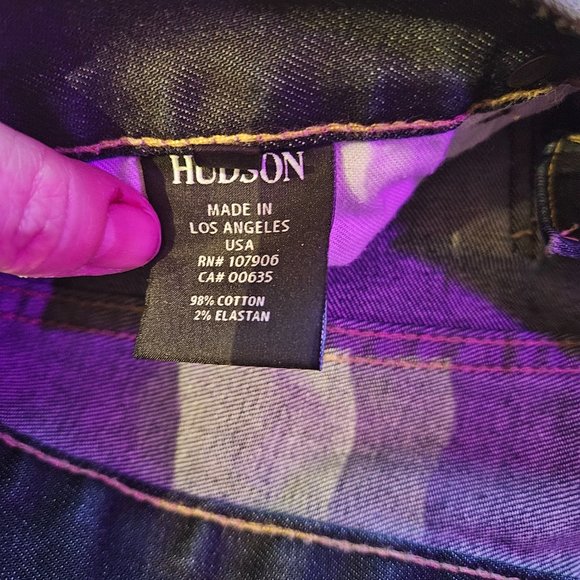 HUDSON
MADE IN
LOS ANGELES
USA
RN# 107906
CA# 00635
98% COTTON
2% ELASTAN